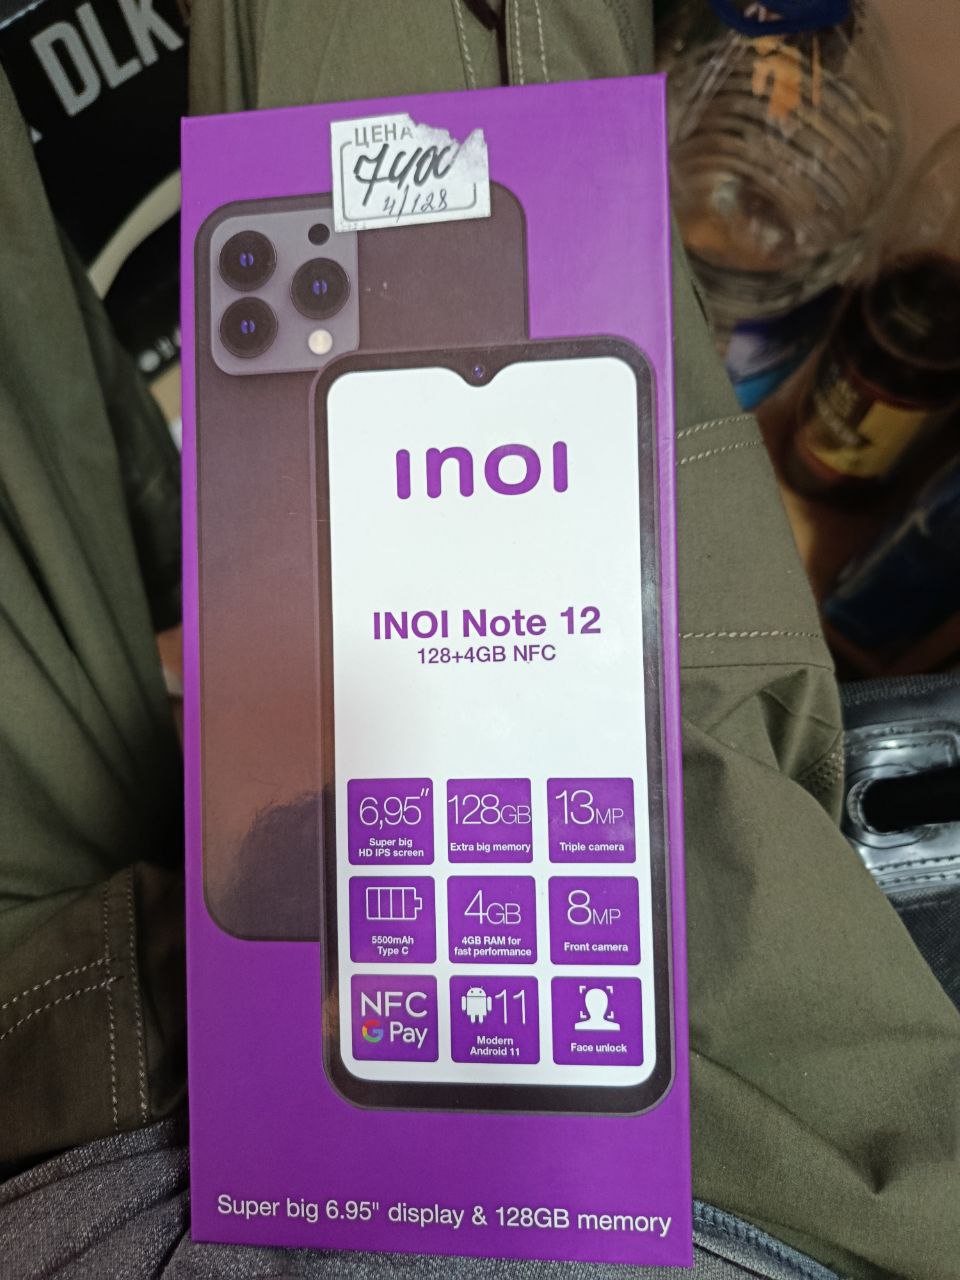 DLK
ЦЕНА
7400
4/128
INOI
INOI Note 12
128+4GB NFC
6,95"
Super big
HD IPS screen
128GB
Extra big memory
13MP
Triple camera
5500mAh
Type C
4GB
4GB RAM for
fast performance
8MP
Front camera
NFC
G Pay
11
Modern
Android 11
Face unlock
Super big 6.95" display & 128GB memory